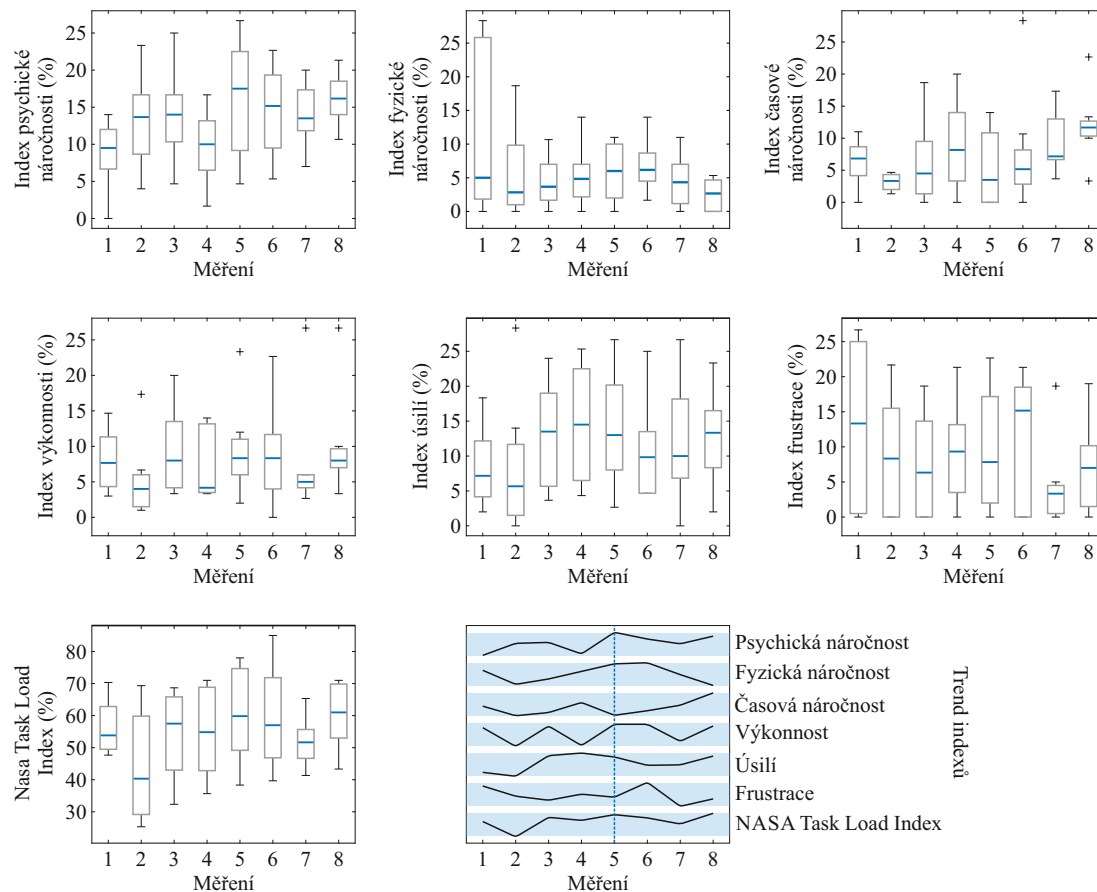 Index psychické
náročnosti (%)
25
20
15
10
5
0
1 2 3 4 5 6 7 8
Měření
Index fyzické
náročnosti (%)
25
20
15
10
5
0
1 2 3 4 5 6 7 8
Měření
Index časové
náročnosti (%)
25
20
15
10
5
0
1 2 3 4 5 6 7 8
Měření
Index výkonnosti (%)
25
20
15
10
5
0
1 2 3 4 5 6 7 8
Měření
Index úsilí (%)
25
20
15
10
5
0
1 2 3 4 5 6 7 8
Měření
Index frustrace (%)
25
20
15
10
5
0
1 2 3 4 5 6 7 8
Měření
Nasa Task Load
Index (%)
80
70
60
50
40
30
1 2 3 4 5 6 7 8
Měření
Psychická náročnost
Fyzická náročnost
Časová náročnost
Výkonnost
Úsilí
Frustrace
NASA Task Load Index
Trend indexů
1 2 3 4 5 6 7 8
Měření